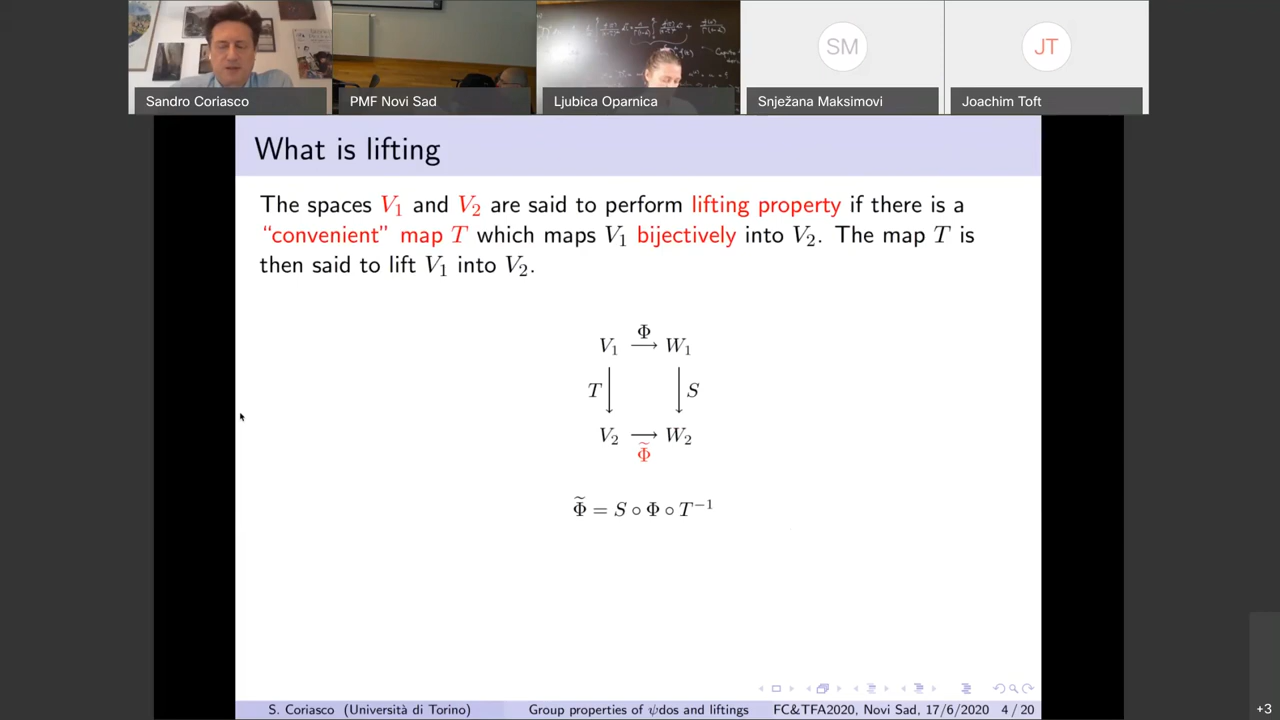 SM
JT
Sandro Coriasco
PMF Novi Sad
Ljubica Oparnica
Snježana Maksimovi
Joachim Toft
What is lifting
The spaces V₁ and V₂ are said to perform lifting property if there is a
“convenient” map T which maps V₁ bijectively into V₂. The map T is
then said to lift V₁ into V₂.
Φ
V₁ ⟶ W₁
T ↓ ↓ S
V₂ ⟶ W₂
Φ̃
Φ̃ = S ∘ Φ ∘ T⁻¹
S. Coriasco (Università di Torino) Group properties of ψdos and liftings FC&TFA2020, Novi Sad, 17/6/2020 4 / 20
+3